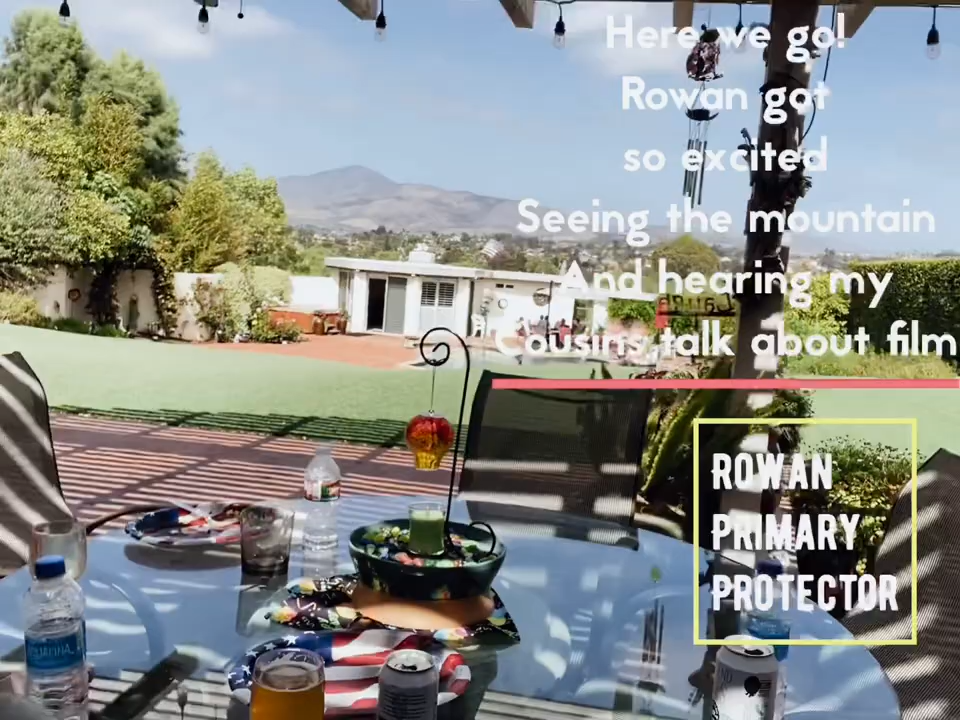 Here we go!
Rowan got
so excited
Seeing the mountain
And hearing my
Cousins talk about film
ROWAN
PRIMARY
PROTECTOR